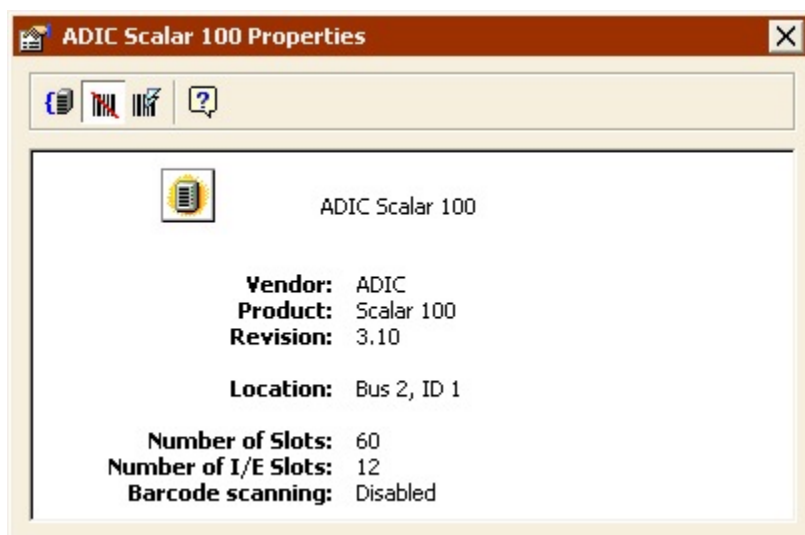 ADIC Scalar 100 Properties
ADIC Scalar 100
Vendor: ADIC
Product: Scalar 100
Revision: 3.10
Location: Bus 2, ID 1
Number of Slots: 60
Number of I/E Slots: 12
Barcode scanning: Disabled